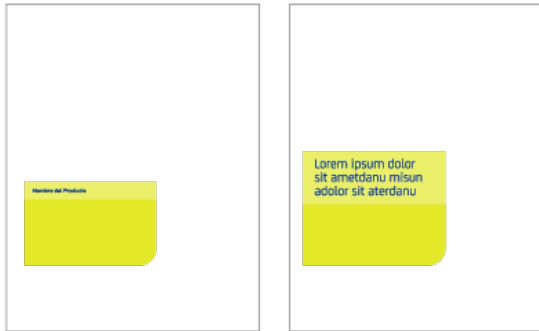 Nombre del Producto
Lorem ipsum dolor
sit ametdanu misun
adolor sit aterdanu